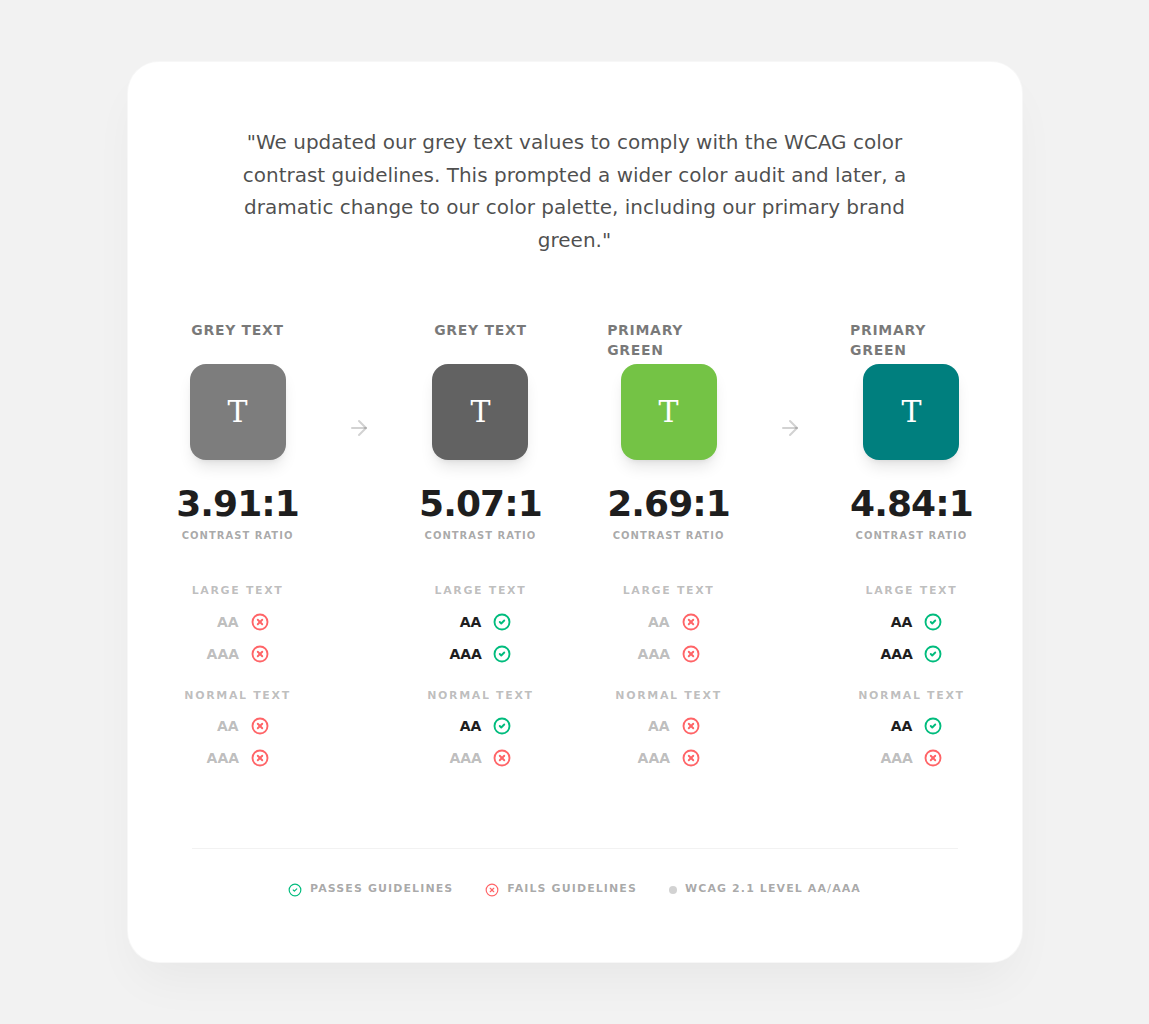 "We updated our grey text values to comply with the WCAG color
contrast guidelines. This prompted a wider color audit and later, a
dramatic change to our color palette, including our primary brand
green."
GREY TEXT
T
3.91:1
CONTRAST RATIO
LARGE TEXT
AA
AAA
NORMAL TEXT
AA
AAA
GREY TEXT
T
5.07:1
CONTRAST RATIO
LARGE TEXT
AA
AAA
NORMAL TEXT
AA
AAA
PRIMARY
GREEN
T
2.69:1
CONTRAST RATIO
LARGE TEXT
AA
AAA
NORMAL TEXT
AA
AAA
PRIMARY
GREEN
T
4.84:1
CONTRAST RATIO
LARGE TEXT
AA
AAA
NORMAL TEXT
AA
AAA
PASSES GUIDELINES
FAILS GUIDELINES
WCAG 2.1 LEVEL AA/AAA